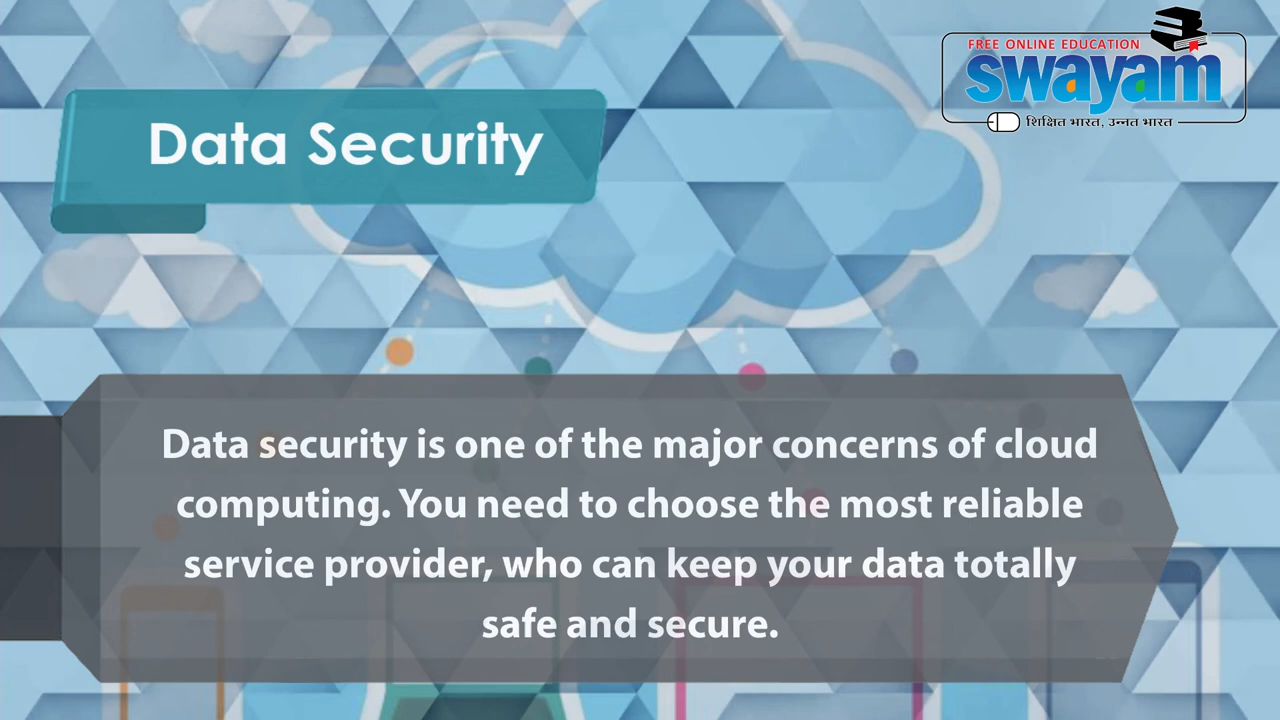 FREE ONLINE EDUCATION
swayam
शिक्षित भारत, उन्नत भारत
Data Security
Data security is one of the major concerns of cloud
computing. You need to choose the most reliable
service provider, who can keep your data totally
safe and secure.